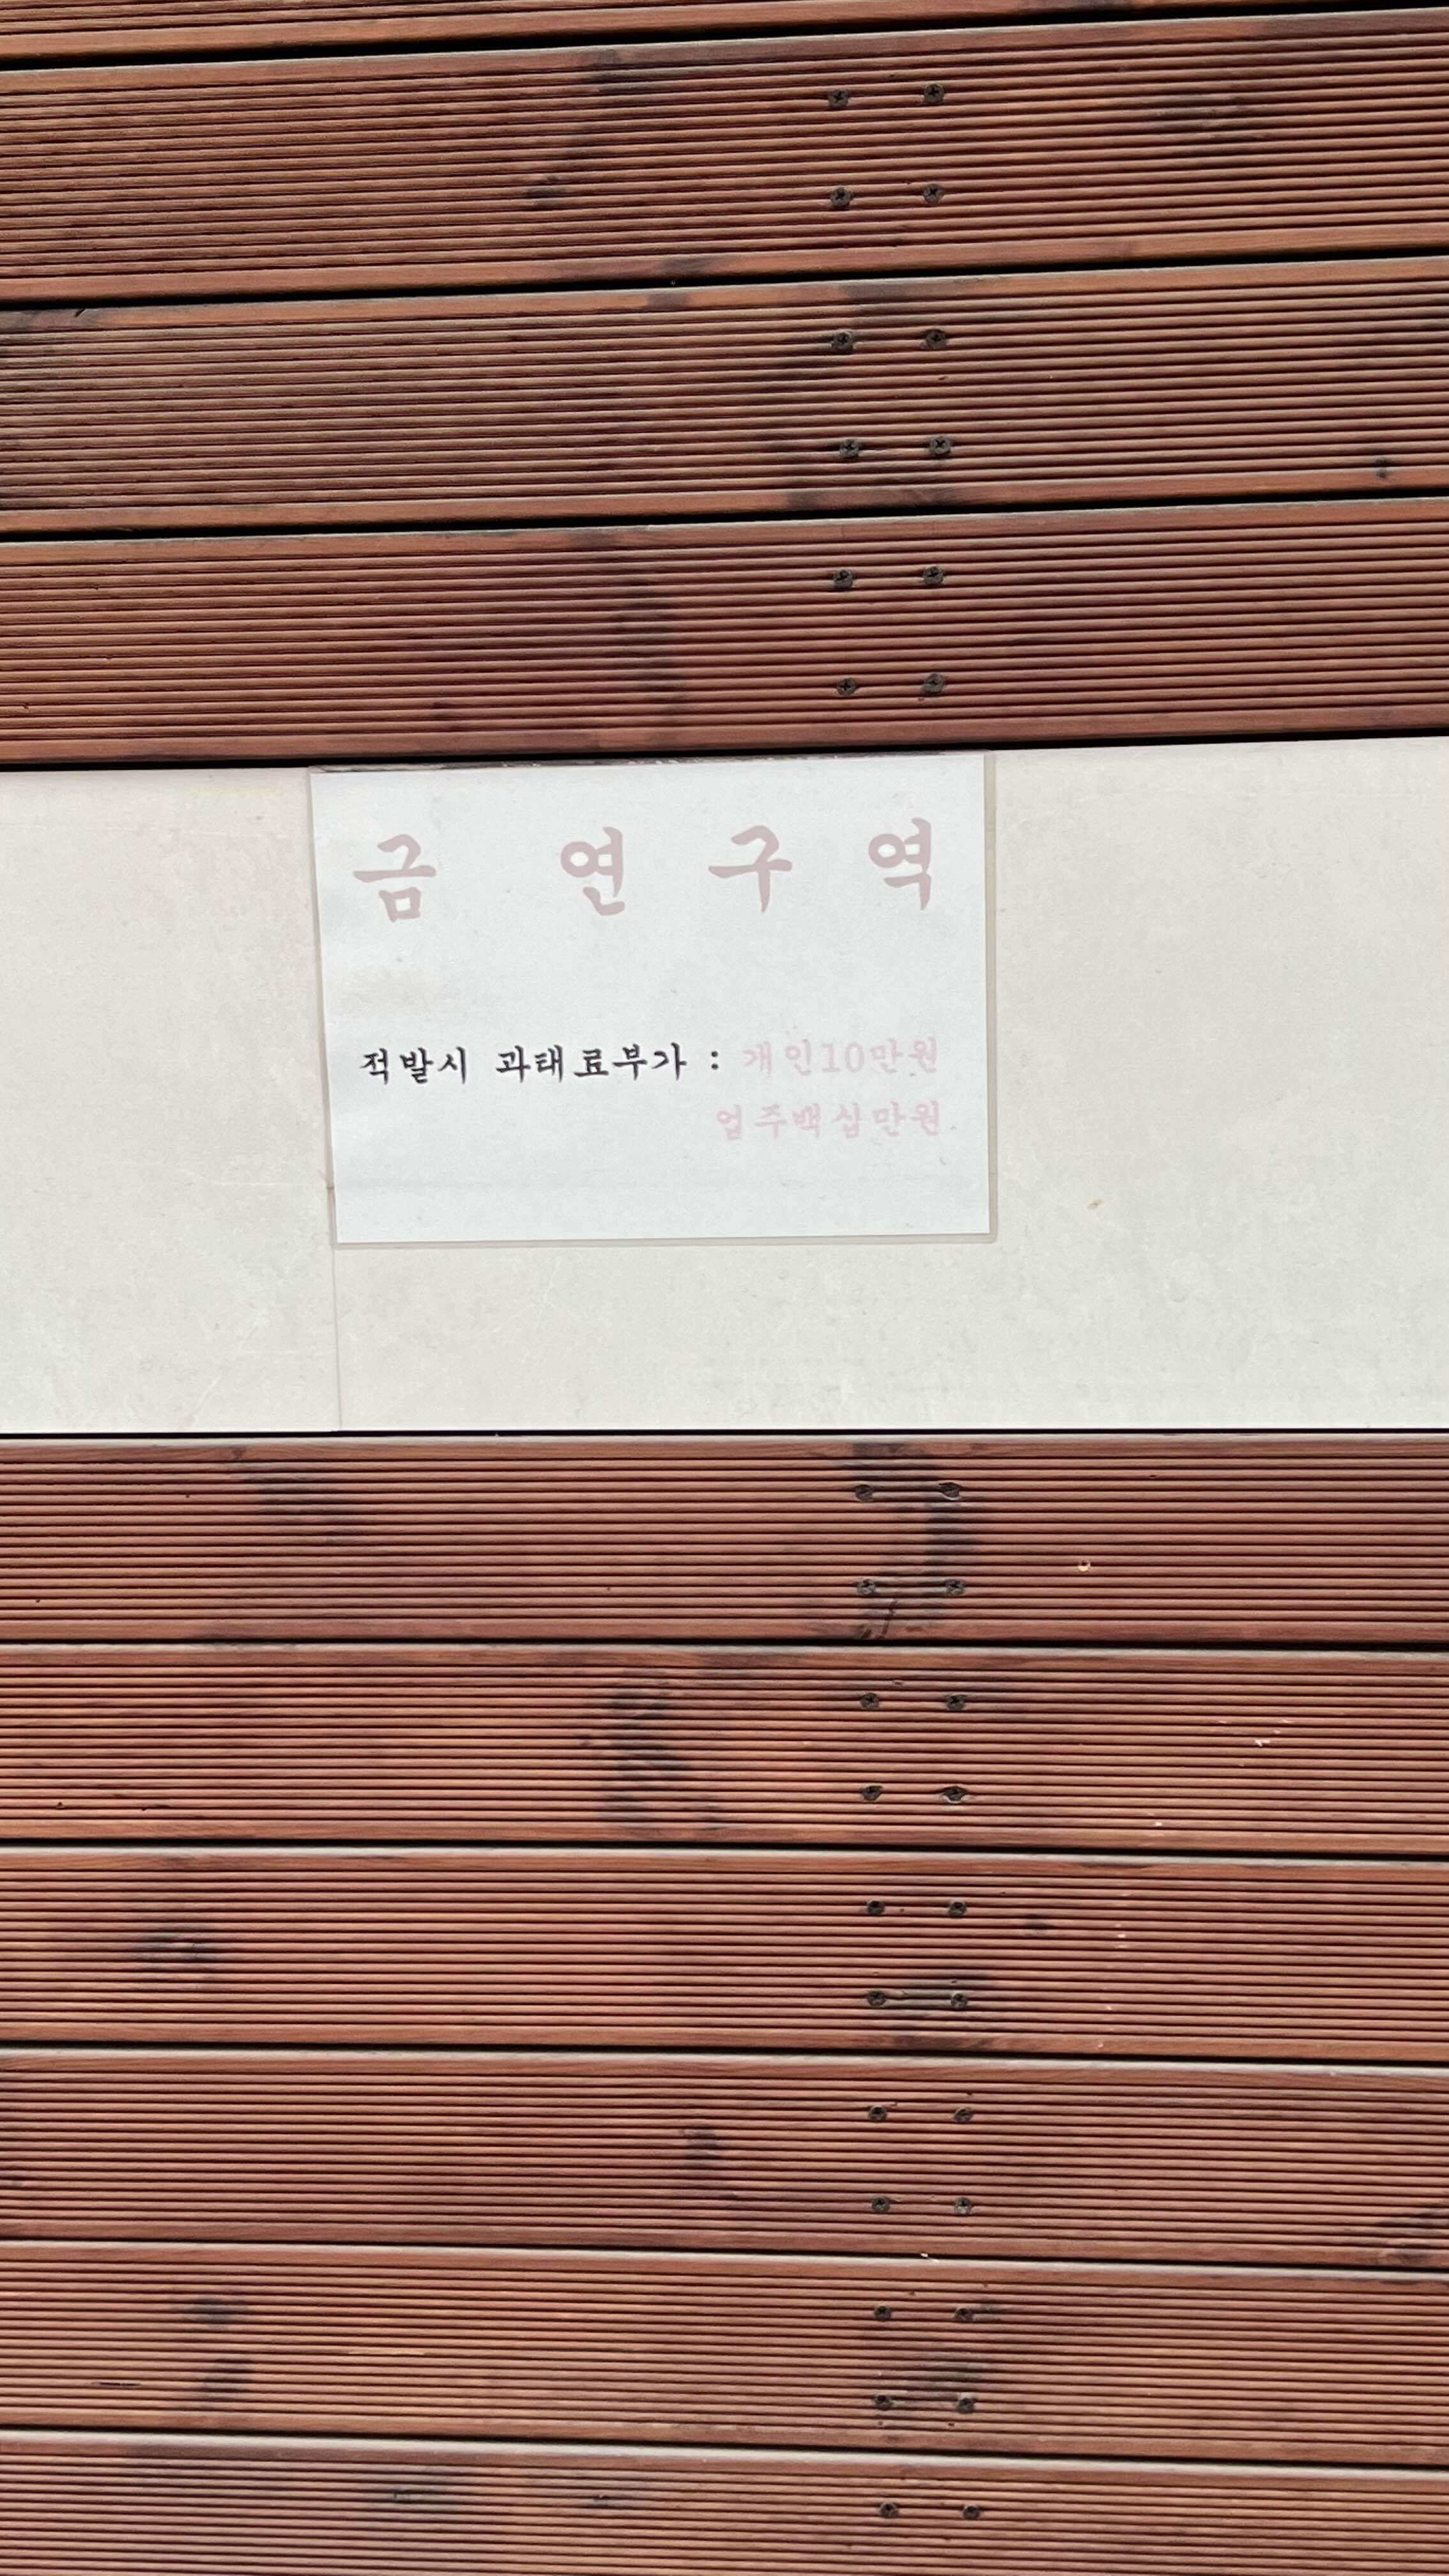 금 연 구 역
적발시 과태료부가 : 개인10만원
업주백십만원.